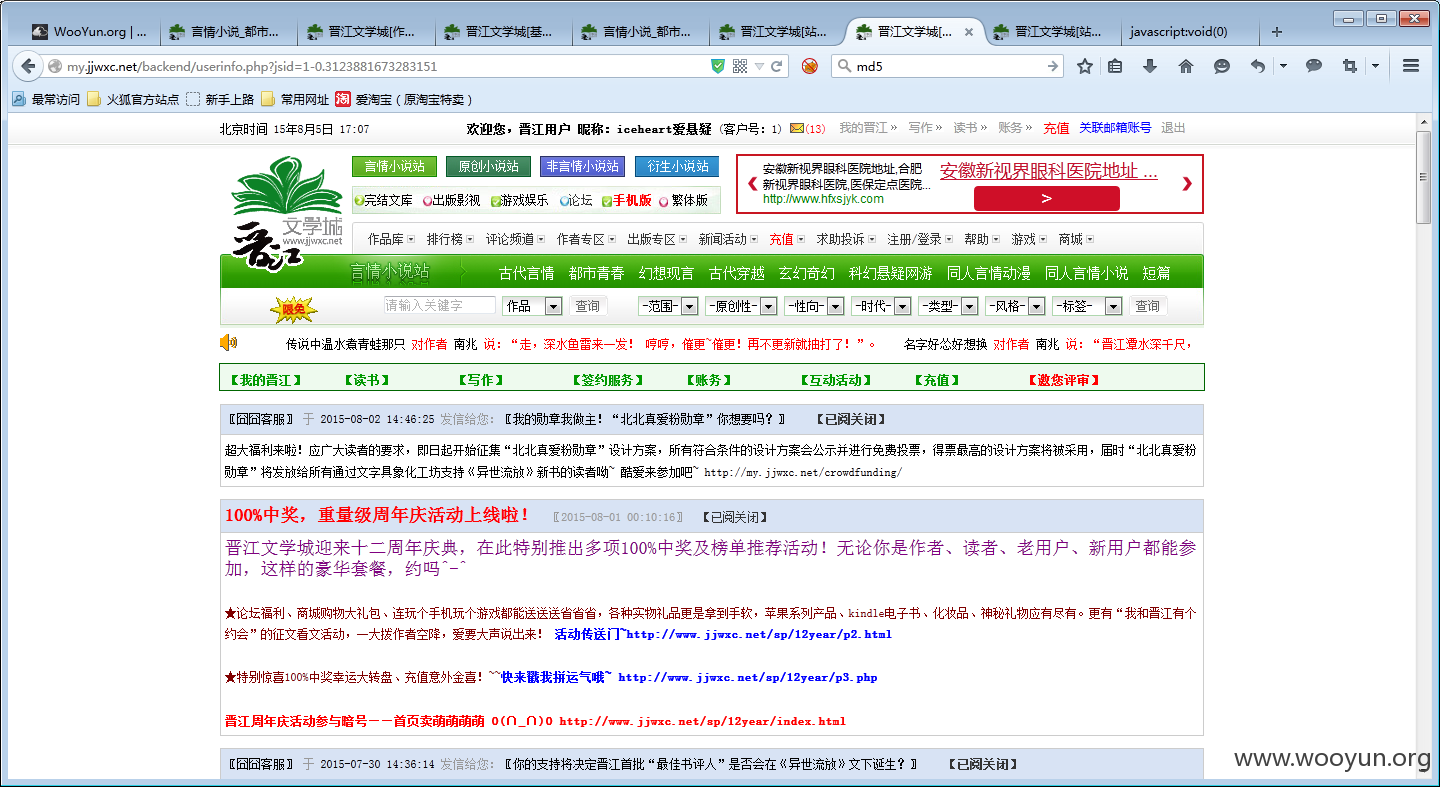 WooYun.org | ...
言情小说_都市...
晋江文学城[作...
晋江文学城[基...
言情小说_都市...
晋江文学城[站...
晋江文学城[...
晋江文学城[站...
javascript:void(0)
my.jjwxc.net/backend/userinfo.php?jsid=1-0.3123881673283151
md5
最常访问 火狐官方站点 新手上路 常用网址 淘 爱淘宝（原淘宝特卖）
北京时间 15年8月5日 17:07
欢迎您，晋江用户 昵称：iceheart爱悬疑 (客户号：1) (13) 我的晋江» 写作» 读书» 账务» 充值 关联邮箱账号 退出
言情小说站 原创小说站 非言情小说站 衍生小说站
完结文库 出版影视 游戏娱乐 论坛 手机版 繁体版
安徽新视界眼科医院地址,合肥
新视界眼科医院,医保定点医院...
http://www.hfxsjyk.com
安徽新视界眼科医院地址 ...
>
文學城
www.jjwxc.net
晋江
作品库 排行榜 评论频道 作者专区 出版专区 新闻活动 充值 求助投诉 注册/登录 帮助 游戏 商城
言情小说站 古代言情 都市青春 幻想现言 古代穿越 玄幻奇幻 科幻悬疑网游 同人言情动漫 同人言情小说 短篇
限免 请输入关键字 作品 查询 -范围- -原创性- -性向- -时代- -类型- -风格- -标签- 查询
传说中温水煮青蛙那只 对作者 南兆 说：“走，深水鱼雷来一发！ 哼哼，催更~催更！再不更新就抽打了！”。 名字好怂好想换 对作者 南兆 说：“晋江潭水深千尺，
【我的晋江】 【读书】 【写作】 【签约服务】 【账务】 【互动活动】 【充值】 【邀您评审】
〖囧囧客服〗 于 2015-08-02 14:46:25 发信给您：〖我的勋章我做主！“北北真爱粉勋章”你想要吗？〗 【已阅关闭】
超大福利来啦！应广大读者的要求，即日起开始征集“北北真爱粉勋章”设计方案，所有符合条件的设计方案会公示并进行免费投票，得票最高的设计方案将被采用，届时“北北真爱粉
勋章”将发放给所有通过文字具象化工坊支持《异世流放》新书的读者呦~ 酷爱来参加吧~ http://my.jjwxc.net/crowdfunding/
100%中奖，重量级周年庆活动上线啦！ 〖2015-08-01 00:10:16〗 【已阅关闭】
晋江文学城迎来十二周年庆典，在此特别推出多项100%中奖及榜单推荐活动！无论你是作者、读者、老用户、新用户都能参
加，这样的豪华套餐，约吗^-^
★论坛福利、商城购物大礼包、连玩个手机玩个游戏都能送送送省省省，各种实物礼品更是拿到手软，苹果系列产品、kindle电子书、化妆品、神秘礼物应有尽有。更有“我和晋江有个
约会”的征文看文活动，一大拨作者空降，爱要大声说出来！ 活动传送门~http://www.jjwxc.net/sp/12year/p2.html
★特别惊喜100%中奖幸运大转盘、充值意外金喜！~~快来戳我拼运气哦~ http://www.jjwxc.net/sp/12year/p3.php
晋江周年庆活动参与暗号——首页卖萌萌萌萌 O(∩_∩)O http://www.jjwxc.net/sp/12year/index.html
〖囧囧客服〗 于 2015-07-30 14:36:14 发信给您：〖你的支持将决定晋江首批“最佳书评人”是否会在《异世流放》文下诞生？〗 【已阅关闭】
www.wooyun.org